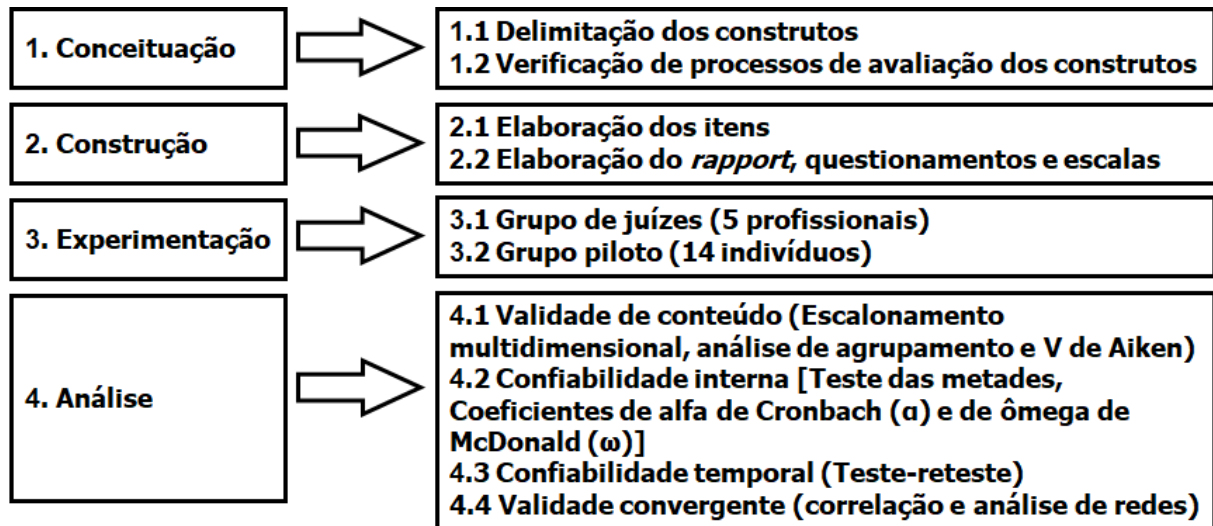 1. Conceituação
1.1 Delimitação dos construtos
1.2 Verificação de processos de avaliação dos construtos
2. Construção
2.1 Elaboração dos itens
2.2 Elaboração do rapport, questionamentos e escalas
3. Experimentação
3.1 Grupo de juízes (5 profissionais)
3.2 Grupo piloto (14 indivíduos)
4. Análise
4.1 Validade de conteúdo (Escalonamento
multidimensional, análise de agrupamento e V de Aiken)
4.2 Confiabilidade interna [Teste das metades,
Coeficientes de alfa de Cronbach (α) e de ômega de
McDonald (ω)]
4.3 Confiabilidade temporal (Teste-reteste)
4.4 Validade convergente (correlação e análise de redes)